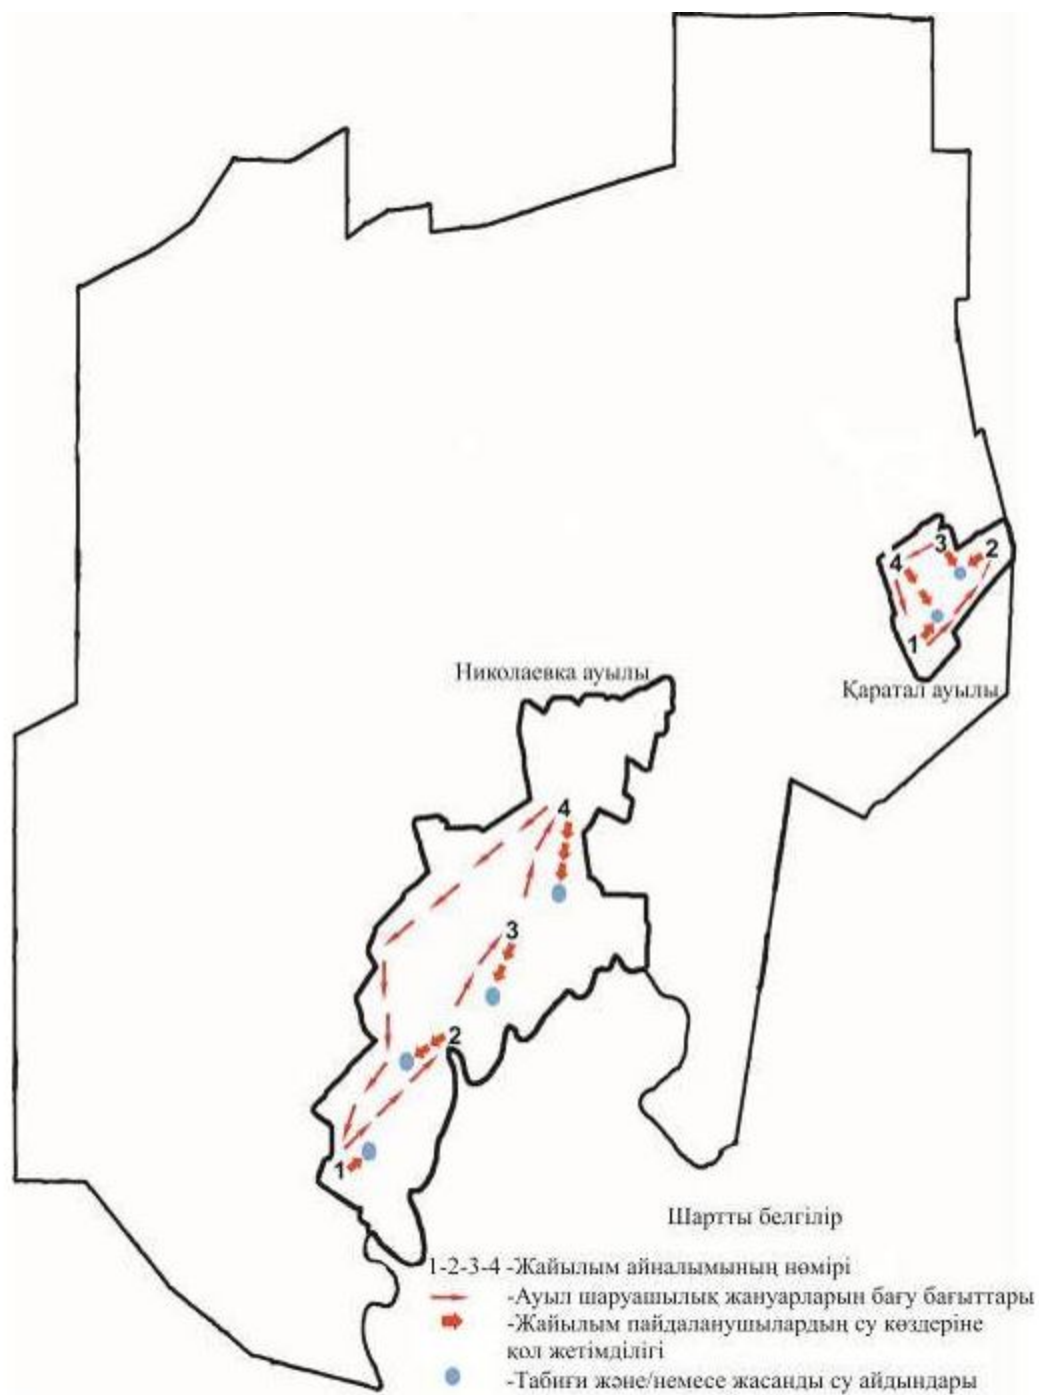 3
2
4
1
Николаевка ауылы
Қаратал ауылы
4
3
2
1
Шартты белгілір
1-2-3-4 -Жайылым айналымының нөмірі
-Ауыл шаруашылық жануарларын бағу бағыттары
-Жайылым пайдаланушылардың су көздеріне
қол жетімділігі
-Табиғи және/немесе жасанды су айдындары